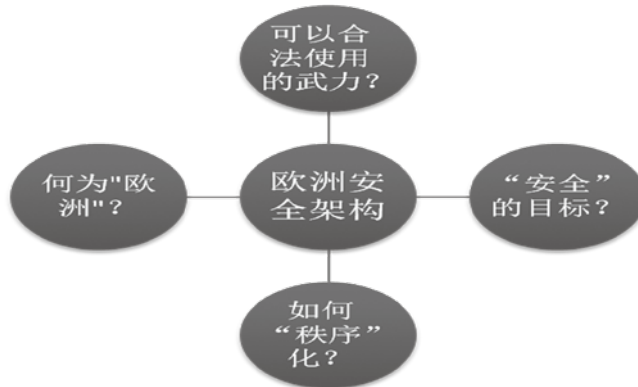 可以合
法使用
的武力？
何为"欧
洲"？
欧洲安
全架构
“安全”
的目标？
如何
“秩序”
化？